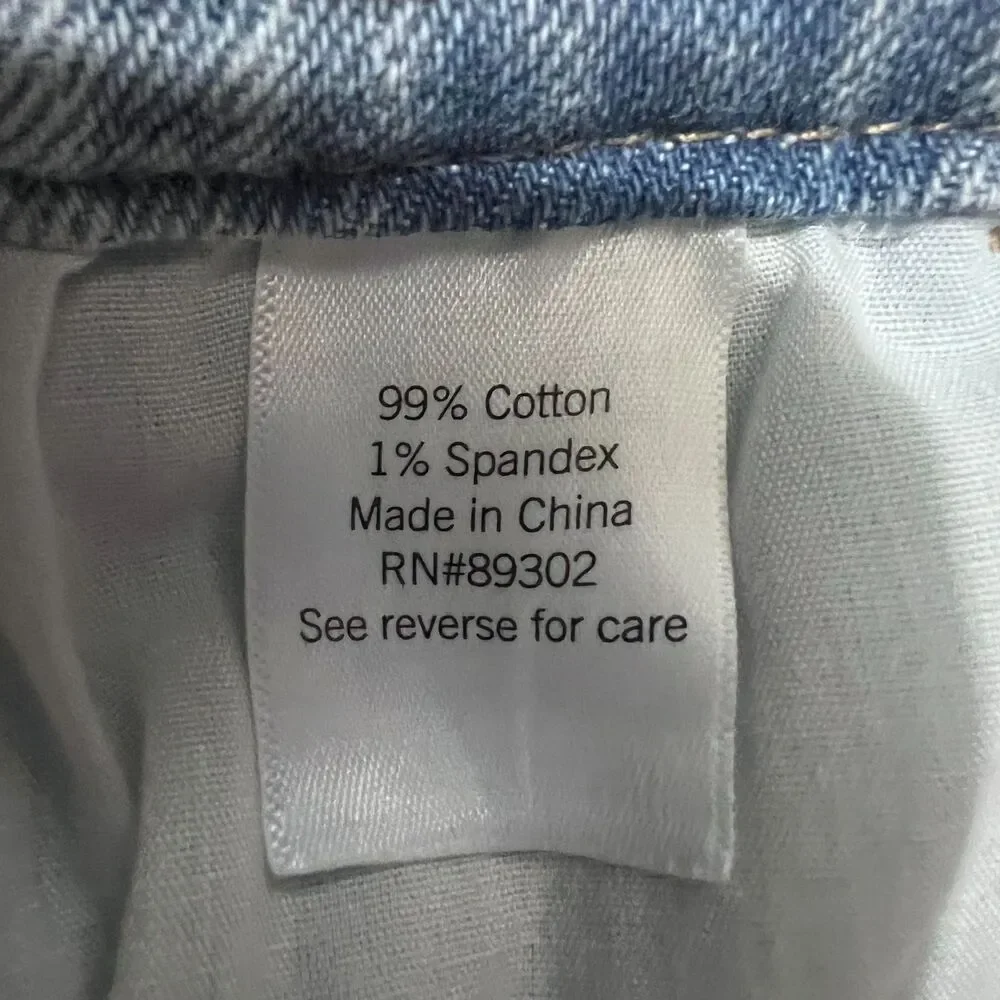 99% Cotton
1% Spandex
Made in China
RN#89302
See reverse for care